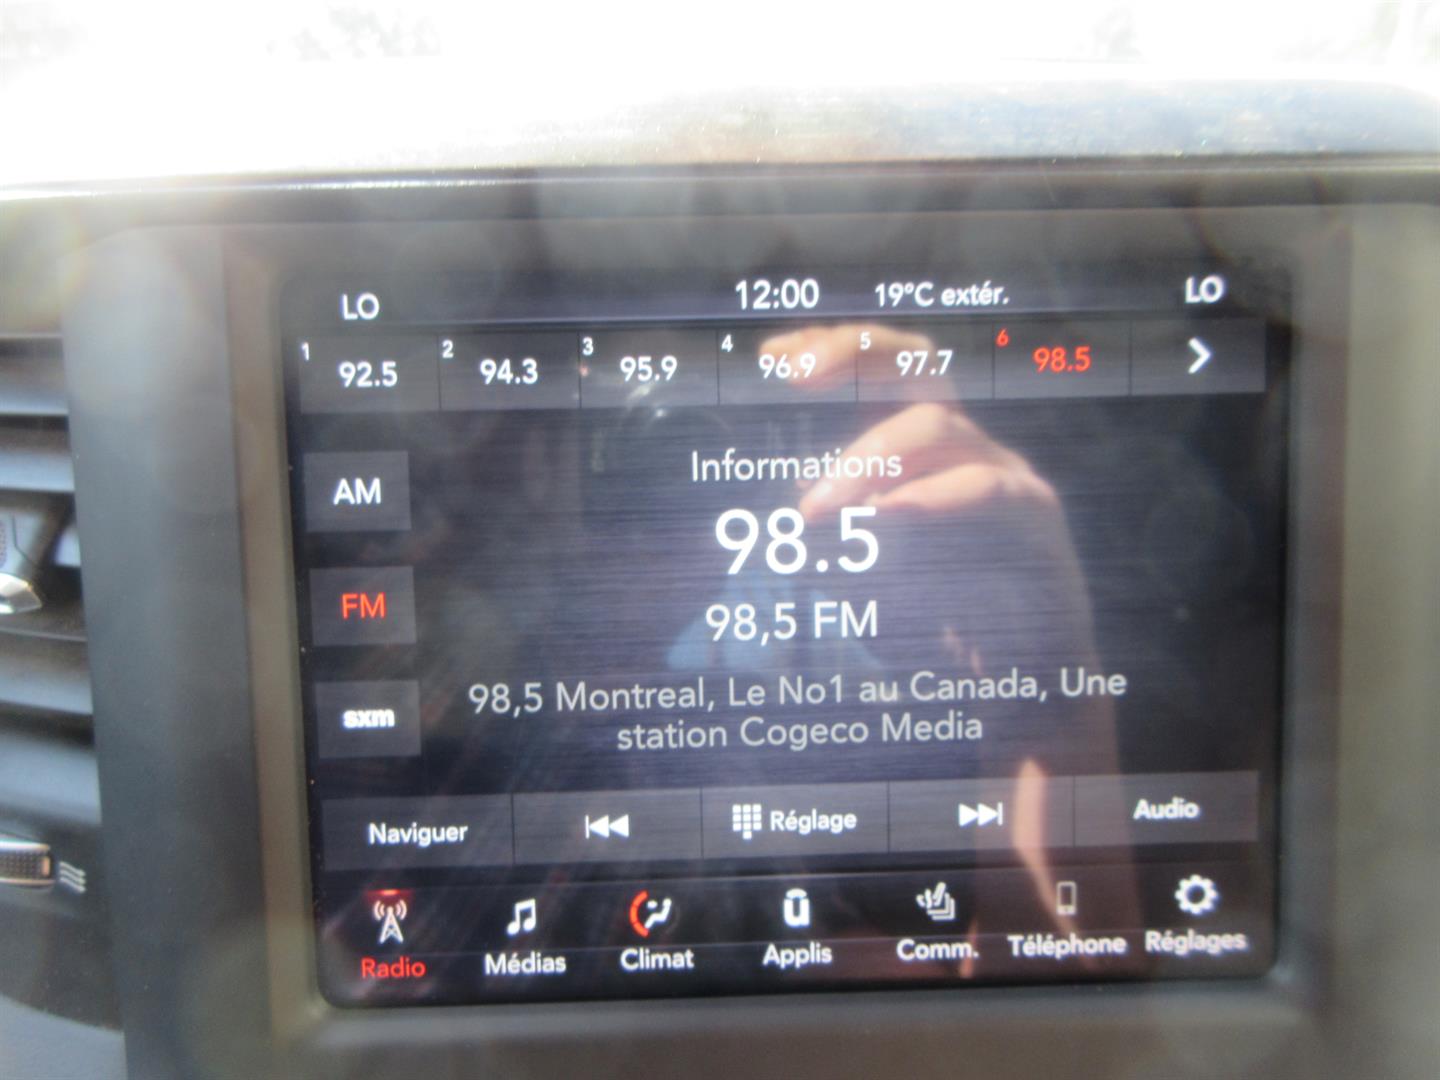 LO 12:00 19°C extér. LO
1 92.5 2 94.3 3 95.9 4 96.9 5 97.7 6 98.5
Informations
AM
98.5
FM
98,5 FM
sxm
98,5 Montreal, Le No1 au Canada, Une
station Cogeco Media
Naviguer Réglage Audio
Radio Médias Climat Applis Comm. Téléphone Réglages